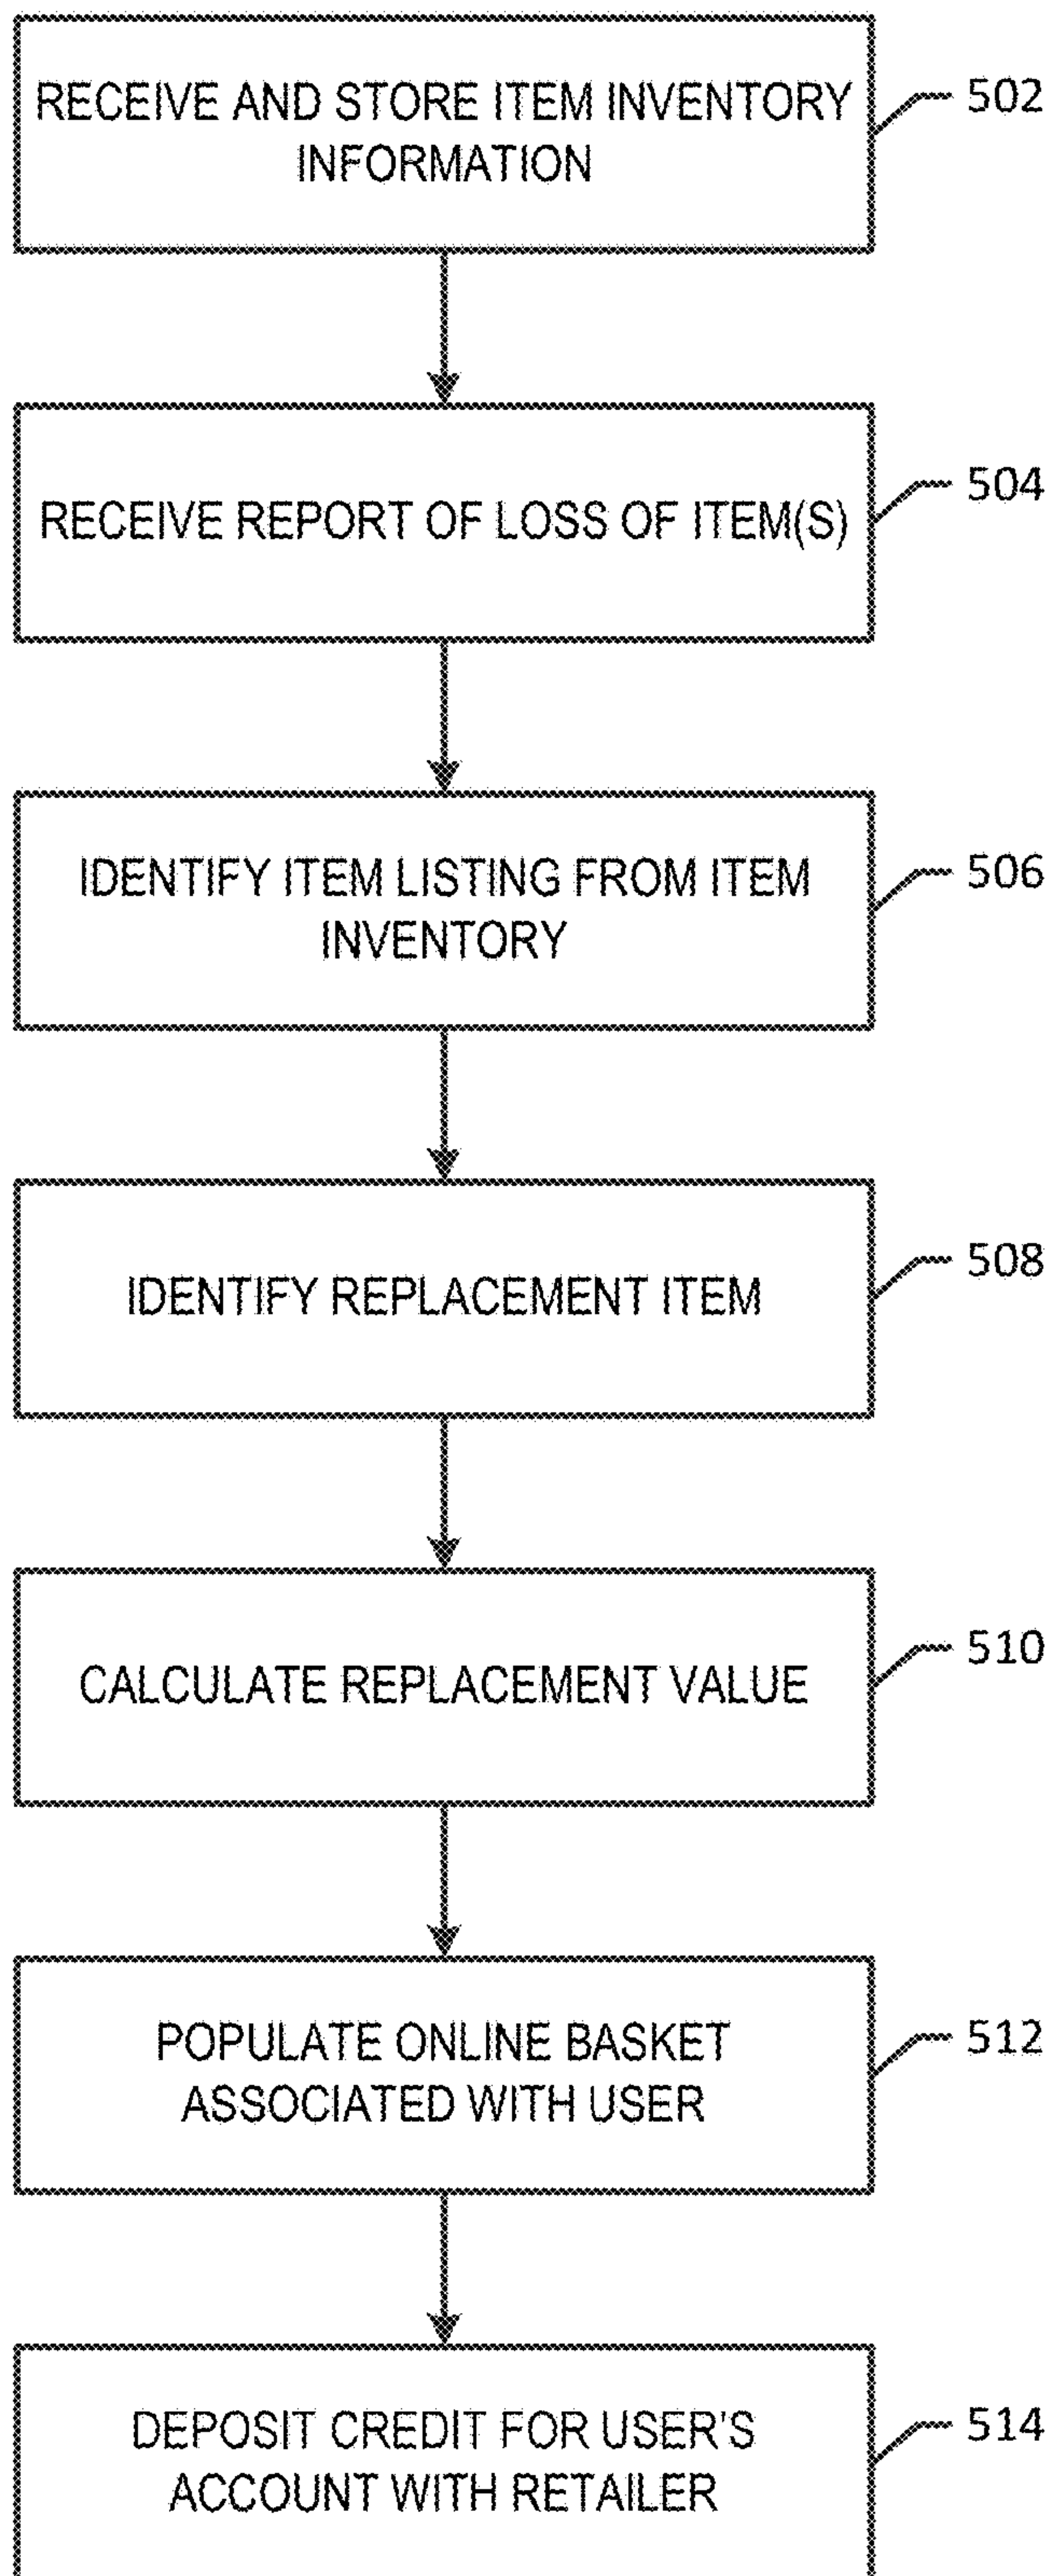 RECEIVE AND STORE ITEM INVENTORY
INFORMATION
502
RECEIVE REPORT OF LOSS OF ITEM(S)
504
IDENTIFY ITEM LISTING FROM ITEM
INVENTORY
506
IDENTIFY REPLACEMENT ITEM
508
CALCULATE REPLACEMENT VALUE
510
POPULATE ONLINE BASKET
ASSOCIATED WITH USER
512
DEPOSIT CREDIT FOR USER'S
ACCOUNT WITH RETAILER
514